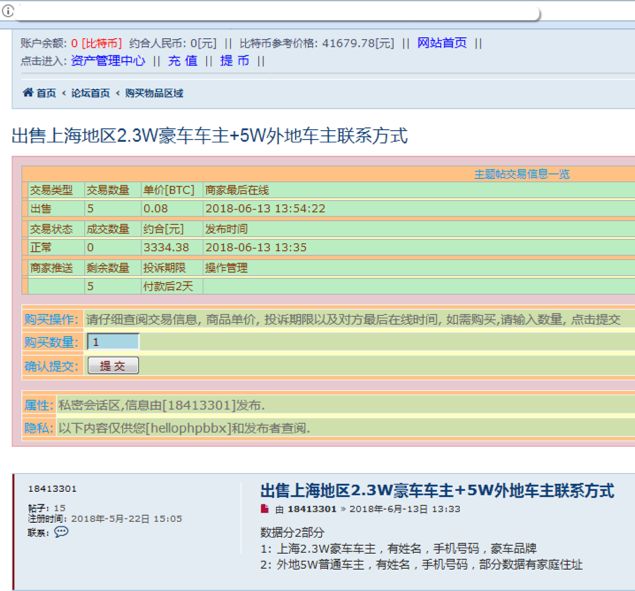 账户余额: 0 [比特币] 约合人民币: 0[元] || 比特币参考价格: 41679.78[元] || 网站首页 ||
点击进入: 资产管理中心 || 充 值 || 提 币 ||
首页 ‹ 论坛首页 ‹ 购买物品区域
出售上海地区2.3W豪车车主+5W外地车主联系方式
主题帖交易信息一览
交易类型 交易数量 单价[BTC] 商家最后在线
出售 5 0.08 2018-06-13 13:54:22
交易状态 成交数量 约合[元] 发布时间
正常 0 3334.38 2018-06-13 13:35
商家推送 剩余数量 投诉期限 操作管理
5 付款后2天
购买操作: 请仔细查阅交易信息, 商品单价, 投诉期限以及对方最后在线时间, 如需购买,请输入数量, 点击提交
购买数量: 1
确认提交: 提 交
属性: 私密会话区,信息由[18413301]发布.
隐私: 以下内容仅供您[hellophpbbx]和发布者查阅.
18413301
帖子: 15
注册时间: 2018年-5月-22日 15:05
联系:
出售上海地区2.3W豪车车主+5W外地车主联系方式
由 18413301 » 2018年-6月-13日 13:33
数据分2部分
1: 上海2.3W豪车车主，有姓名，手机号码，豪车品牌
2: 外地5W普通车主，有姓名，手机号码，部分数据有家庭住址